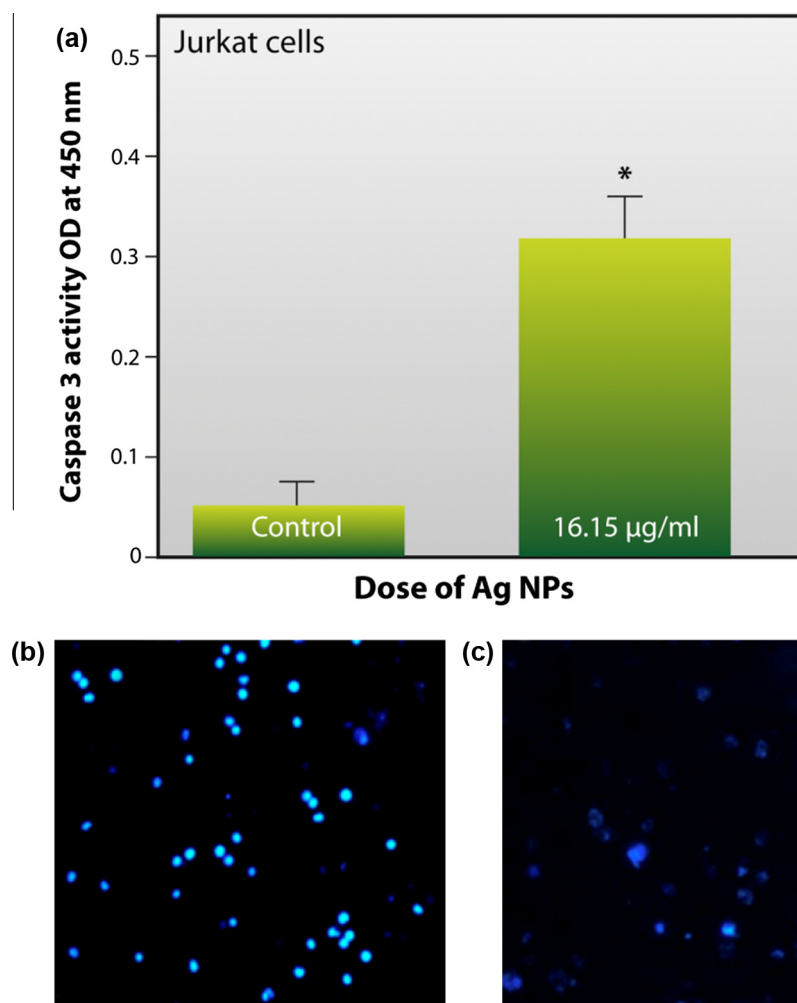 (a)
Jurkat cells
Caspase 3 activity OD at 450 nm
0.5
0.4
0.3
0.2
0.1
0
*
Control
16.15 µg/ml
Dose of Ag NPs
(b)
(c)